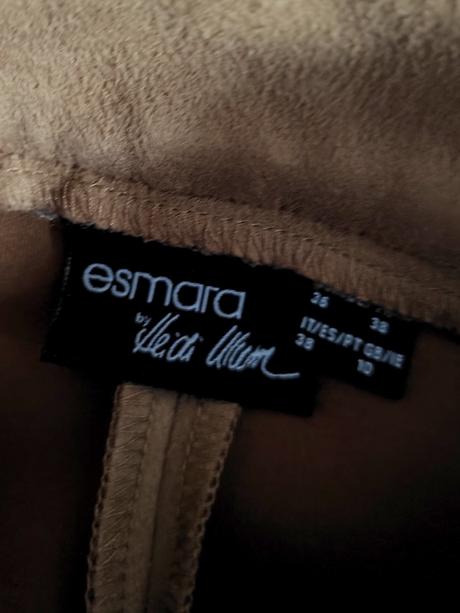 esmara
by Heidi Klum
36 38
IT/ES/PT GB/IE
38 10